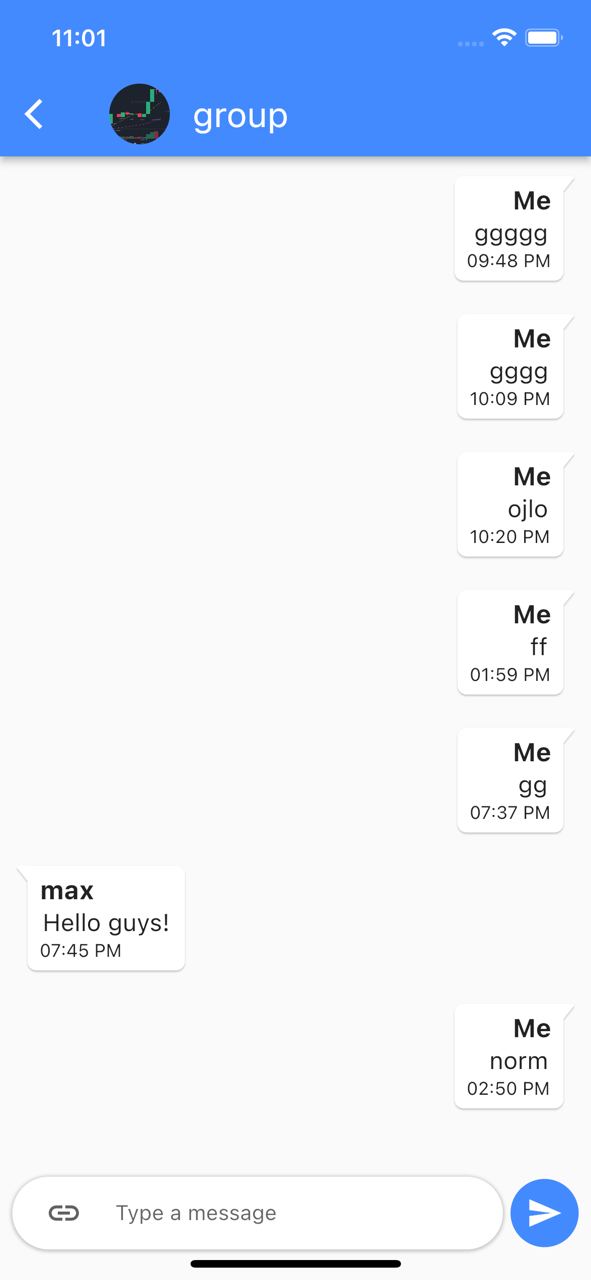 11:01
group
Me
ggggg
09:48 PM
Me
gggg
10:09 PM
Me
ojlo
10:20 PM
Me
ff
01:59 PM
Me
gg
07:37 PM
max
Hello guys!
07:45 PM
Me
norm
02:50 PM
Type a message